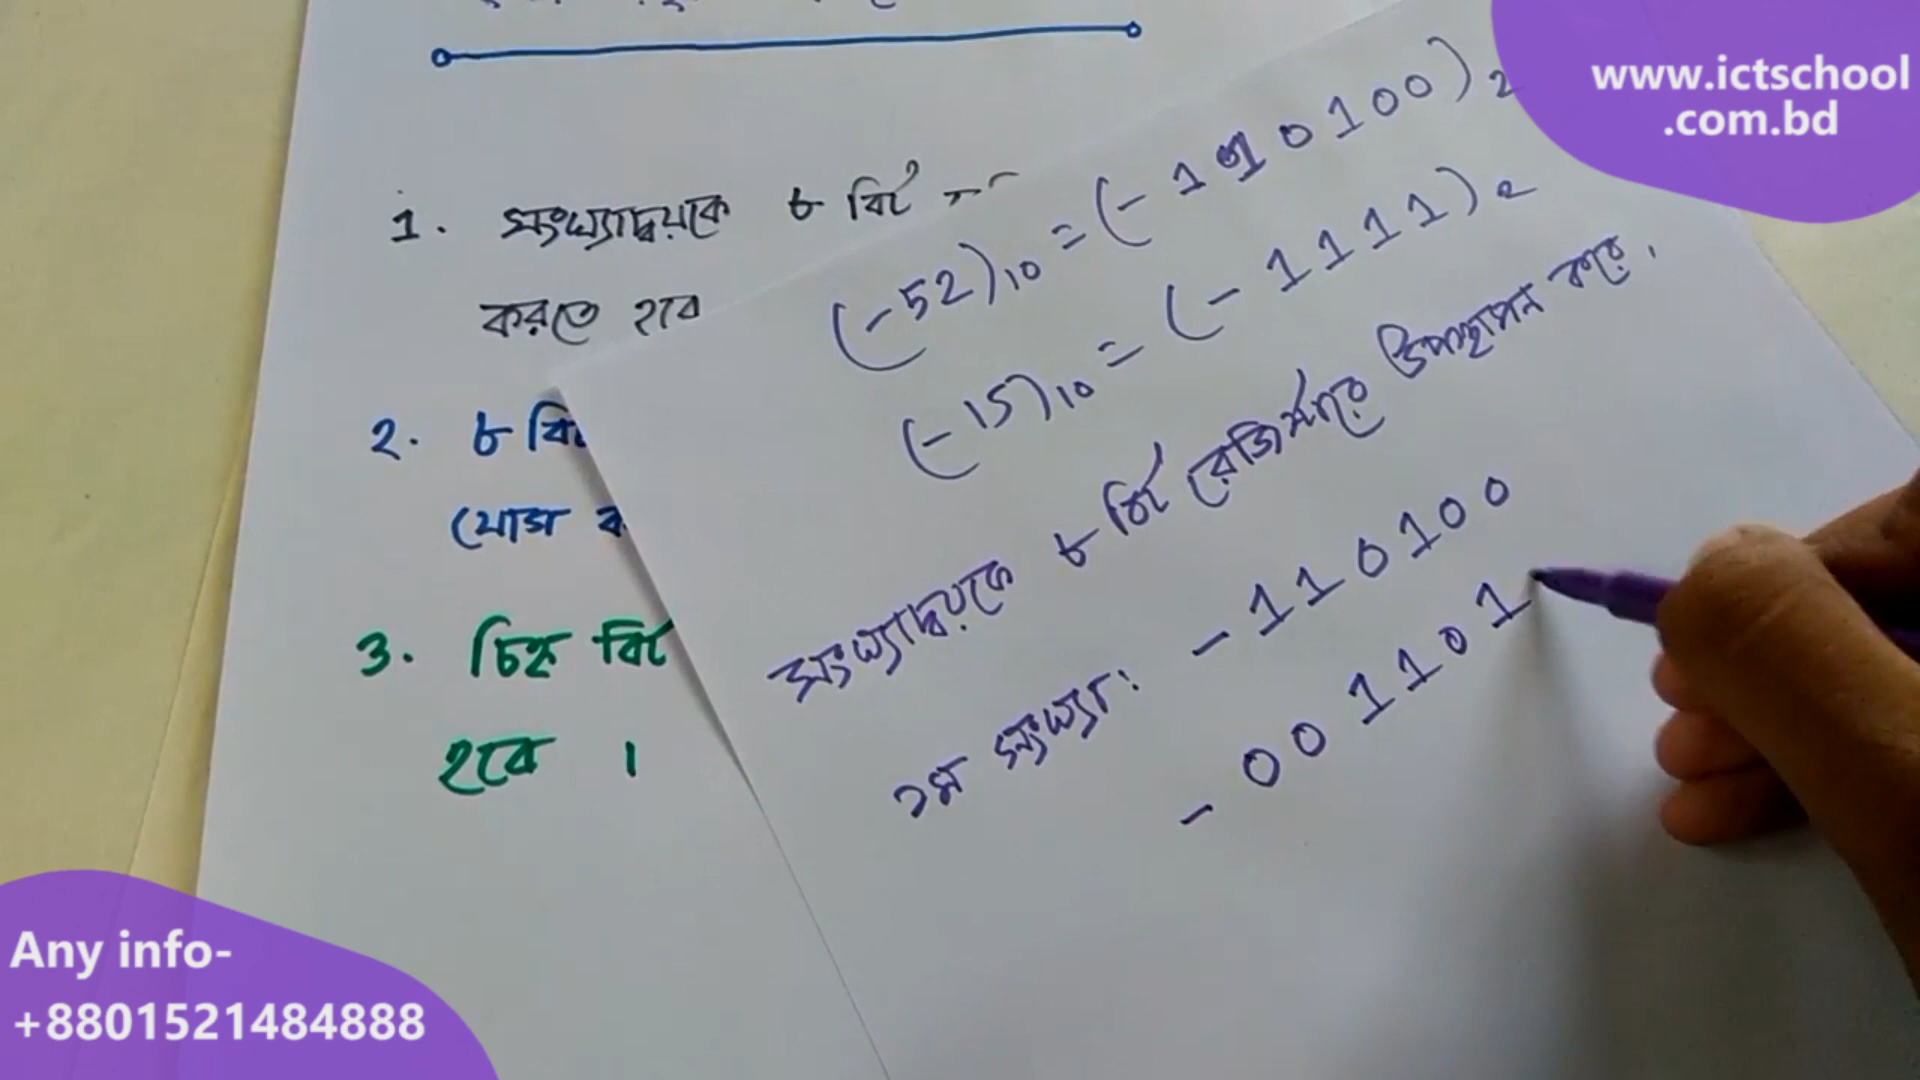 www.ictschool
.com.bd
1. সংখ্যাদ্বয়কে ৮ বিট
করতে হবে
২. ৮ বিট
যোগ ক
3. চিহ্ন বিট
হবে ।
(-52)10 = (-110100)2
(-15)10 = (-1111)2
সংখ্যাদ্বয়কে ৮ বিট রেজিস্টারে উপস্থাপন করে,
১ম সংখ্যা: -110100
- 001101
Any info-
+8801521484888